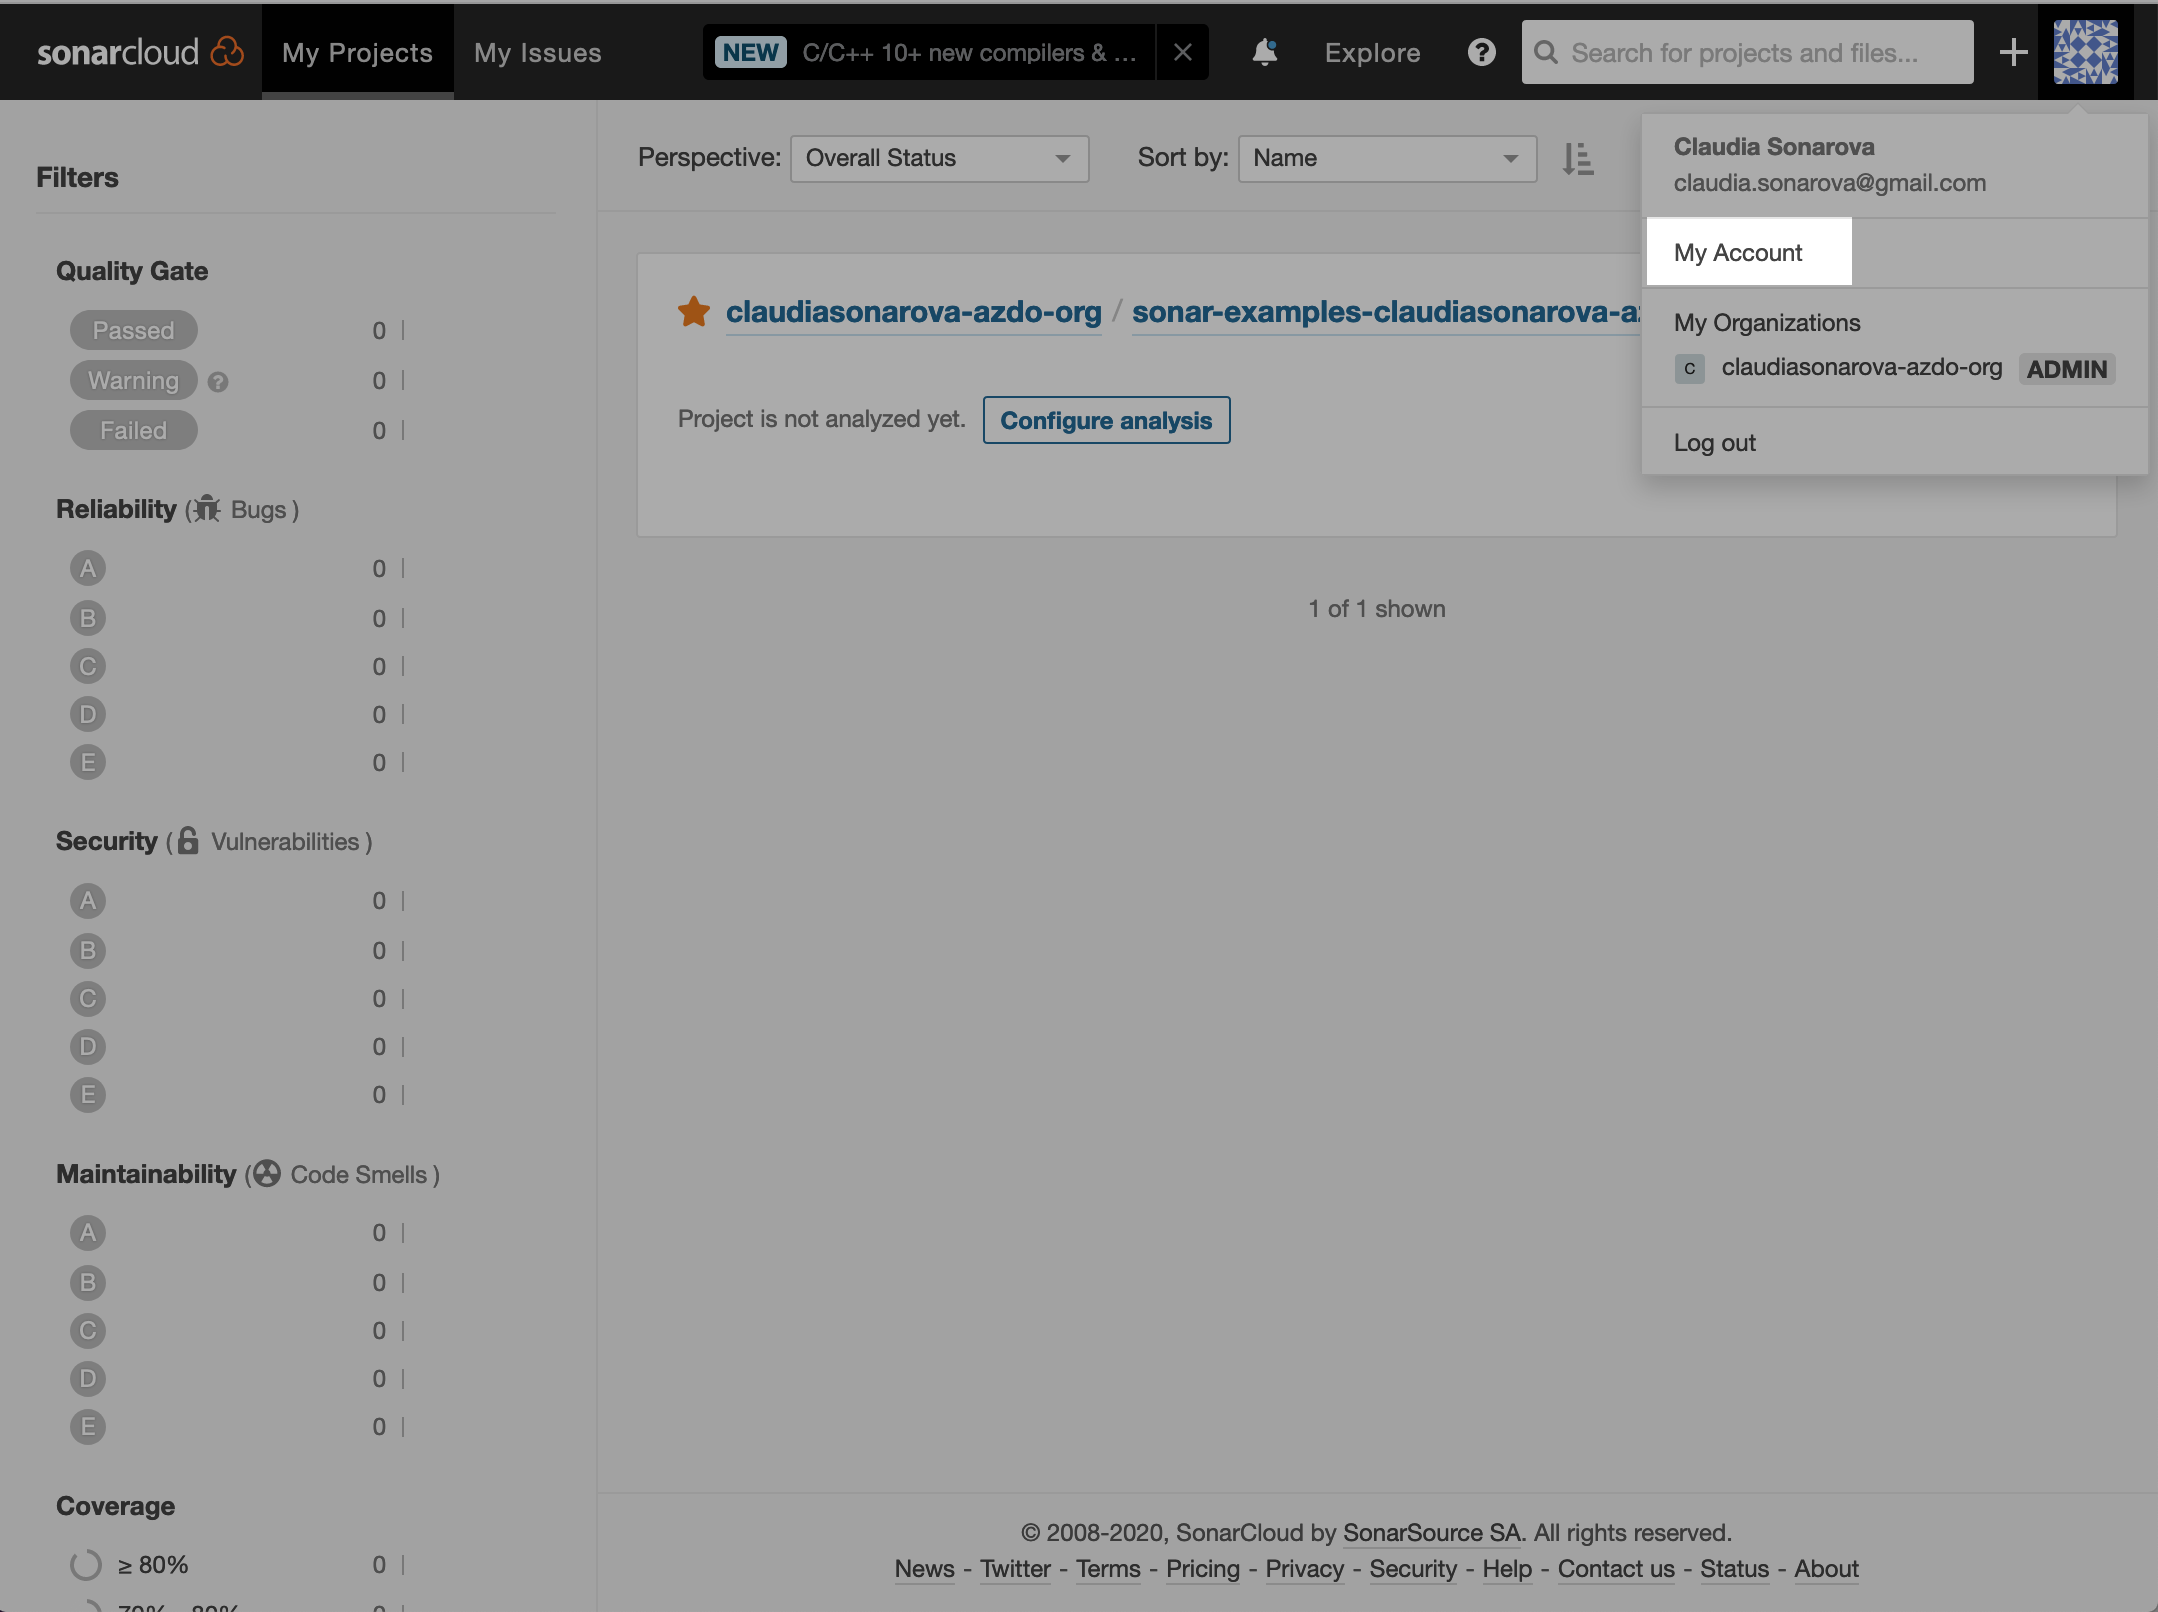 sonarcloud My Projects My Issues NEW C/C++ 10+ new compilers & ... Explore ? Search for projects and files...
Filters
Quality Gate
Passed 0
Warning ? 0
Failed 0
Reliability ( Bugs )
A 0
B 0
C 0
D 0
E 0
Security ( Vulnerabilities )
A 0
B 0
C 0
D 0
E 0
Maintainability ( Code Smells )
A 0
B 0
C 0
D 0
E 0
Coverage
≥ 80% 0
Perspective: Overall Status Sort by: Name
claudiasonarova-azdo-org / sonar-examples-claudiasonarova-a
Project is not analyzed yet. Configure analysis
1 of 1 shown
Claudia Sonarova
claudia.sonarova@gmail.com
My Account
My Organizations
C claudiasonarova-azdo-org ADMIN
Log out
© 2008-2020, SonarCloud by SonarSource SA. All rights reserved.
News - Twitter - Terms - Pricing - Privacy - Security - Help - Contact us - Status - About